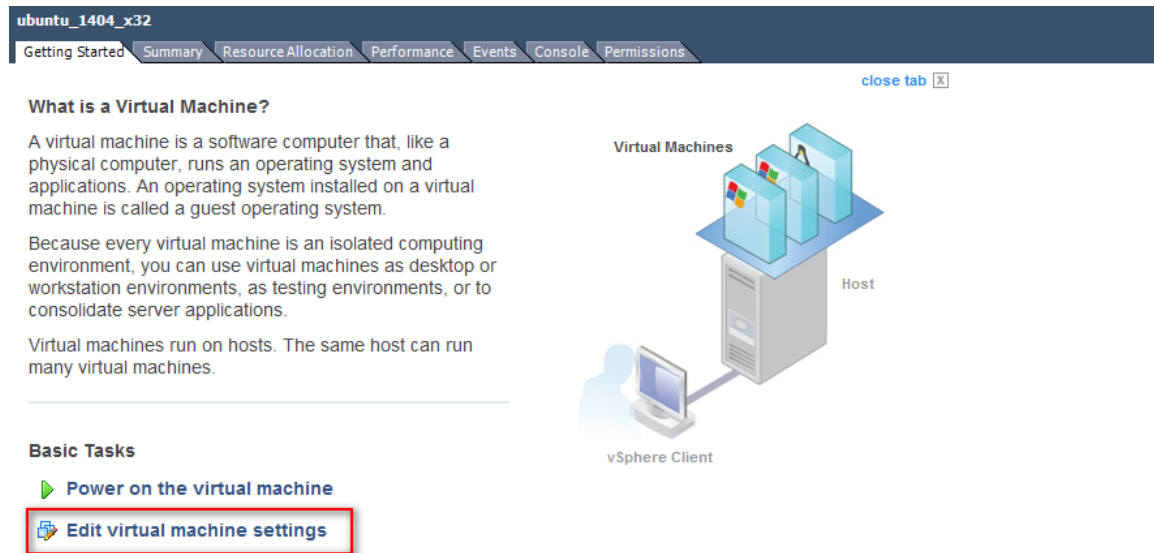 ubuntu_1404_x32
Getting Started Summary Resource Allocation Performance Events Console Permissions
close tab X
What is a Virtual Machine?
A virtual machine is a software computer that, like a
physical computer, runs an operating system and
applications. An operating system installed on a virtual
machine is called a guest operating system.
Because every virtual machine is an isolated computing
environment, you can use virtual machines as desktop or
workstation environments, as testing environments, or to
consolidate server applications.
Virtual machines run on hosts. The same host can run
many virtual machines.
Virtual Machines
Host
vSphere Client
Basic Tasks
Power on the virtual machine
Edit virtual machine settings